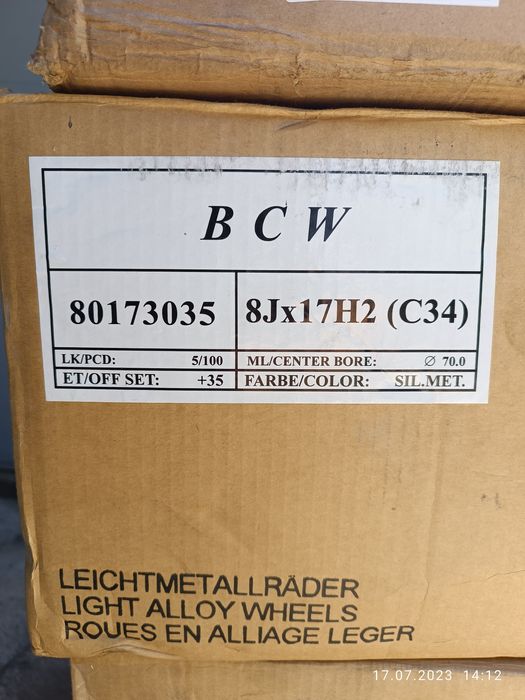 B C W
80173035
8Jx17H2 (C34)
LK/PCD: 5/100
ML/CENTER BORE: ∅ 70.0
ET/OFF SET: +35
FARBE/COLOR: SIL.MET.
LEICHTMETALLRÄDER
LIGHT ALLOY WHEELS
ROUES EN ALLIAGE LEGER
17.07.2023 14:12